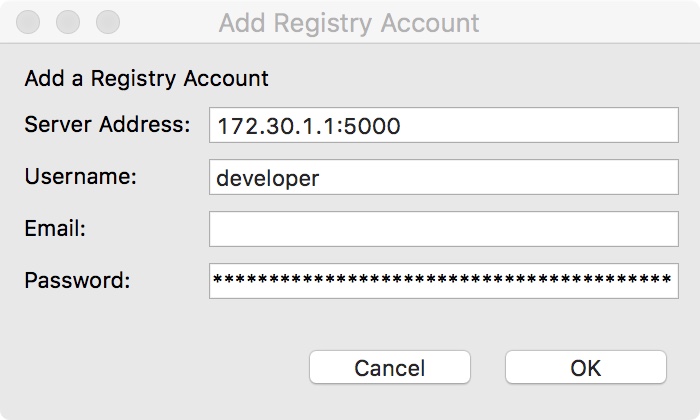 Add Registry Account
Add a Registry Account
Server Address: 172.30.1.1:5000
Username: developer
Email:
Password: *****************************************
Cancel OK